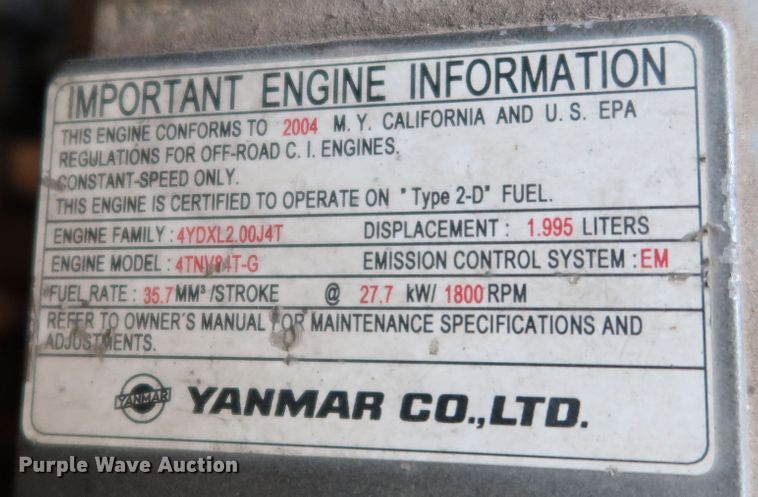 IMPORTANT ENGINE INFORMATION
THIS ENGINE CONFORMS TO 2004 M.Y. CALIFORNIA AND U.S. EPA
REGULATIONS FOR OFF-ROAD C.I. ENGINES.
CONSTANT-SPEED ONLY.
THIS ENGINE IS CERTIFIED TO OPERATE ON "Type 2-D" FUEL.
ENGINE FAMILY : 4YDXL2.00J4T DISPLACEMENT : 1.995 LITERS
ENGINE MODEL : 4TNV84T-G EMISSION CONTROL SYSTEM : EM
FUEL RATE : 35.7 MM³ /STROKE @ 27.7 kW/ 1800 RPM
REFER TO OWNER'S MANUAL FOR MAINTENANCE SPECIFICATIONS AND
ADJUSTMENTS.
YANMAR YANMAR CO.,LTD.
Purple Wave Auction